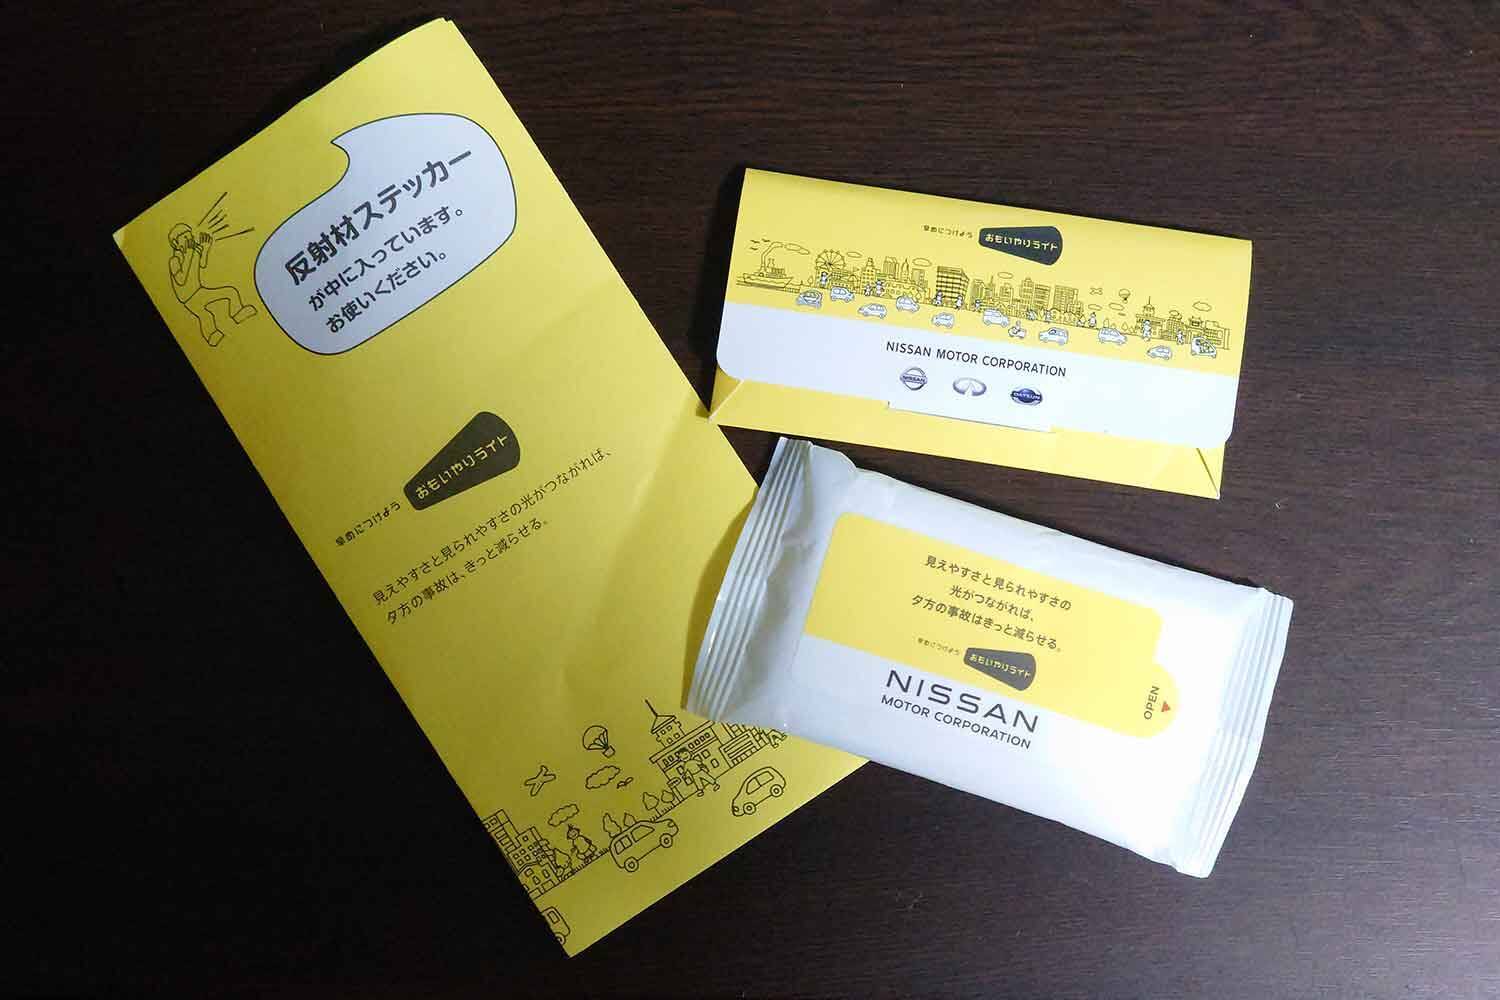 反射材ステッカー
が中に入っています。
お使いください。
早めにつけよう おもいやりライト
見えやすさと見られやすさの光がつながれば、
夕方の事故は、きっと減らせる。
早めにつけよう おもいやりライト
NISSAN MOTOR CORPORATION
NISSAN
DATSUN
見えやすさと見られやすさの
光がつながれば、
夕方の事故はきっと減らせる。
早めにつけよう おもいやりライト
NISSAN
MOTOR CORPORATION
OPEN